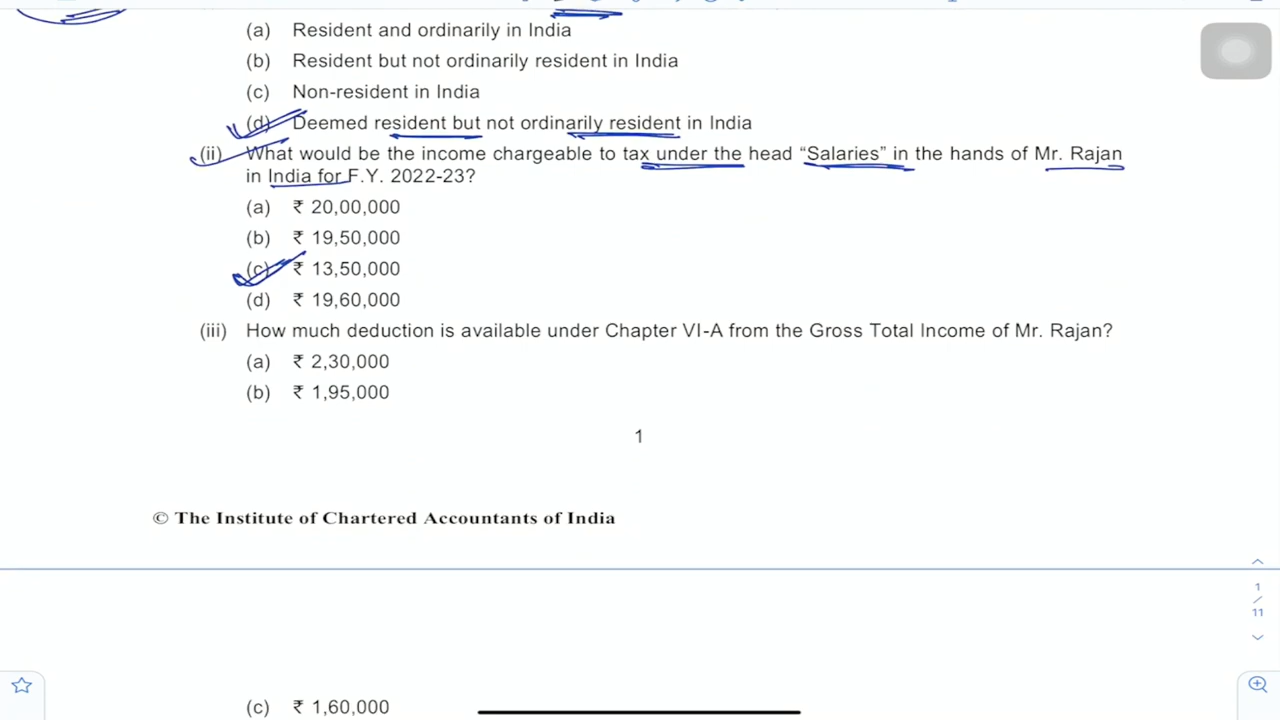 (a) Resident and ordinarily in India
(b) Resident but not ordinarily resident in India
(c) Non-resident in India
(d) Deemed resident but not ordinarily resident in India
(ii) What would be the income chargeable to tax under the head “Salaries” in the hands of Mr. Rajan
in India for F.Y. 2022-23?
(a) ₹ 20,00,000
(b) ₹ 19,50,000
(c) ₹ 13,50,000
(d) ₹ 19,60,000
(iii) How much deduction is available under Chapter VI-A from the Gross Total Income of Mr. Rajan?
(a) ₹ 2,30,000
(b) ₹ 1,95,000
1
© The Institute of Chartered Accountants of India
1
/
11
(c) ₹ 1,60,000